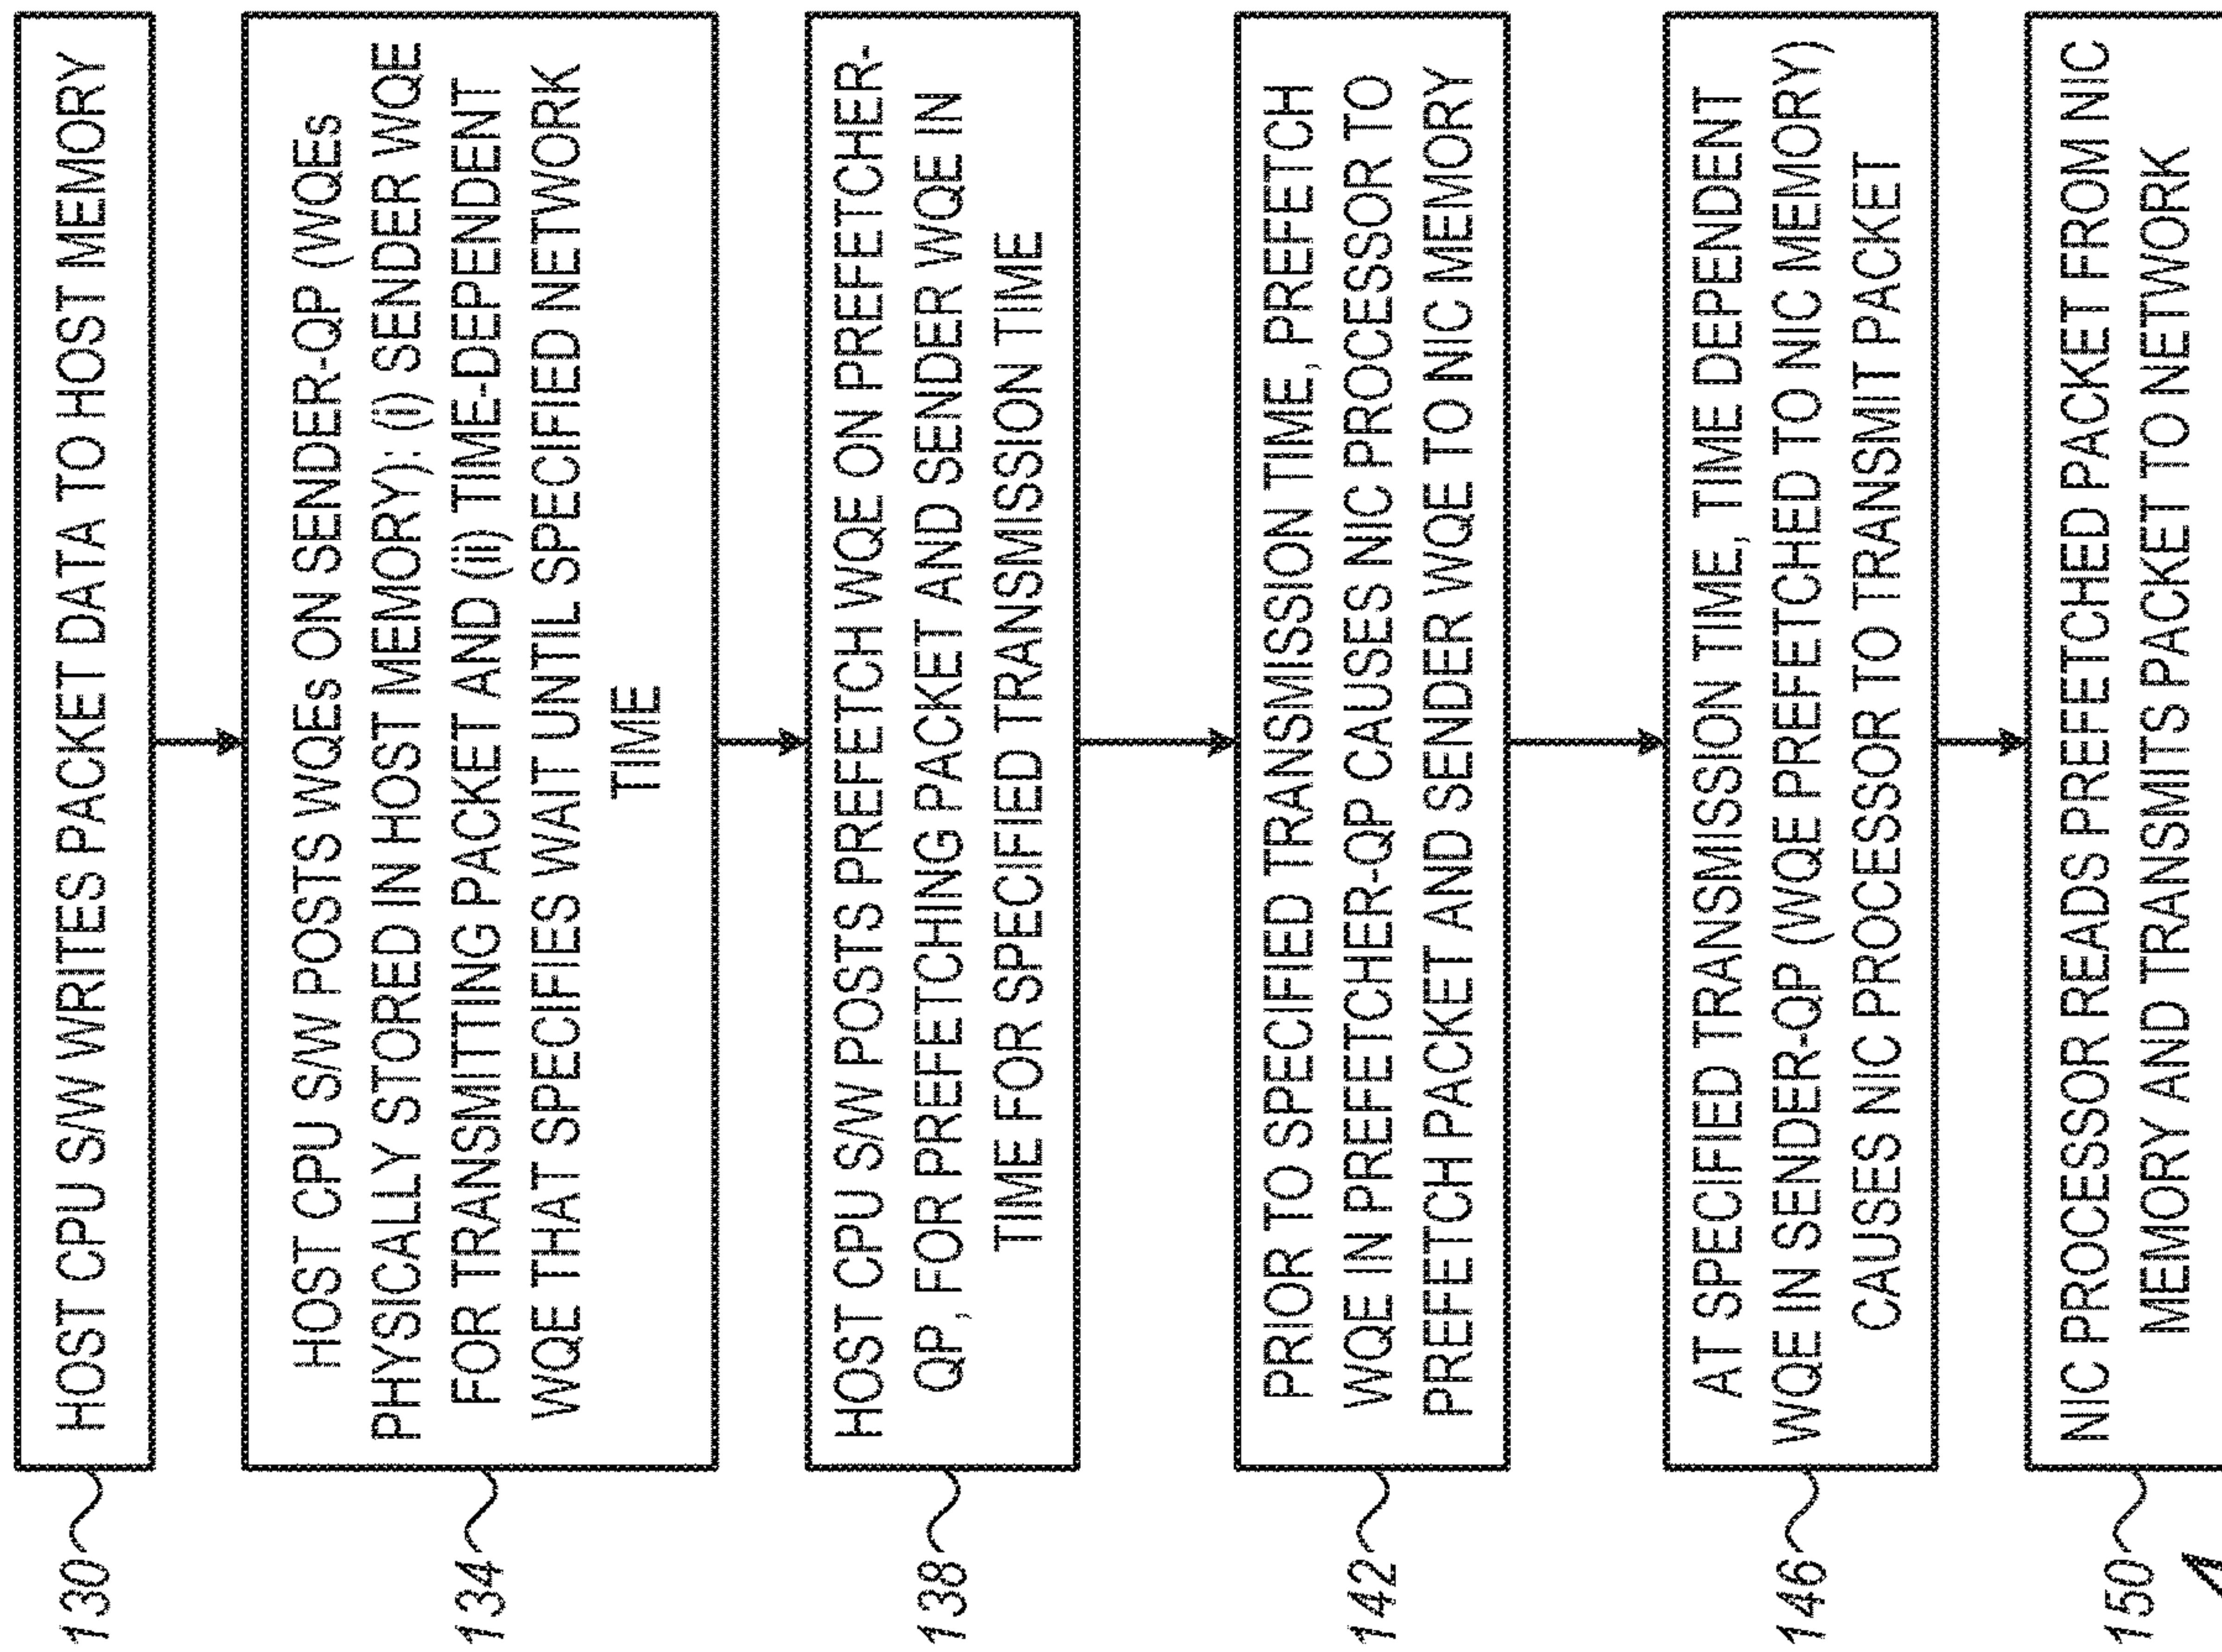 130
HOST CPU S/W WRITES PACKET DATA TO HOST MEMORY
134
HOST CPU S/W POSTS WQEs ON SENDER-QP (WQEs
PHYSICALLY STORED IN HOST MEMORY): (i) SENDER WQE
FOR TRANSMITTING PACKET AND (ii) TIME-DEPENDENT
WQE THAT SPECIFIES WAIT UNTIL SPECIFIED NETWORK
TIME
138
HOST CPU S/W POSTS PREFETCH WQE ON PREFETCHER-
QP, FOR PREFETCHING PACKET AND SENDER WQE IN
TIME FOR SPECIFIED TRANSMISSION TIME
142
PRIOR TO SPECIFIED TRANSMISSION TIME, PREFETCH
WQE IN PREFETCHER-QP CAUSES NIC PROCESSOR TO
PREFETCH PACKET AND SENDER WQE TO NIC MEMORY
146
AT SPECIFIED TRANSMISSION TIME, TIME DEPENDENT
WQE IN SENDER-QP (WQE PREFETCHED TO NIC MEMORY)
CAUSES NIC PROCESSOR TO TRANSMIT PACKET
150
NIC PROCESSOR READS PREFETCHED PACKET FROM NIC
MEMORY AND TRANSMITS PACKET TO NETWORK